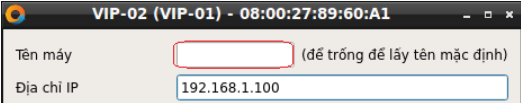 VIP-02 (VIP-01) - 08:00:27:89:60:A1
Tên máy (để trống để lấy tên mặc định)
Địa chỉ IP 192.168.1.100